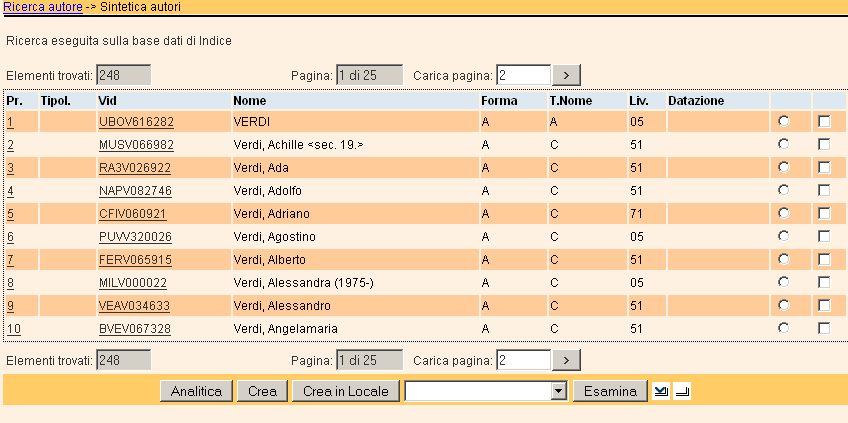 Ricerca autore -> Sintetica autori
Ricerca eseguita sulla base dati di Indice
Elementi trovati: 248 Pagina: 1 di 25 Carica pagina: 2 >
Pr. Tipol. Vid Nome Forma T.Nome Liv. Datazione
1 UBOV616282 VERDI A A 05
2 MUSV066982 Verdi, Achille <sec. 19.> A C 51
3 RA3V026922 Verdi, Ada A C 51
4 NAPV082746 Verdi, Adolfo A C 51
5 CFIV060921 Verdi, Adriano A C 71
6 PUVV320026 Verdi, Agostino A C 05
7 FERV065915 Verdi, Alberto A C 51
8 MILV000022 Verdi, Alessandra (1975-) A C 05
9 VEAV034633 Verdi, Alessandro A C 51
10 BVEV067328 Verdi, Angelamaria A C 51
Elementi trovati: 248 Pagina: 1 di 25 Carica pagina: 2 >
Analitica Crea Crea in Locale Esamina